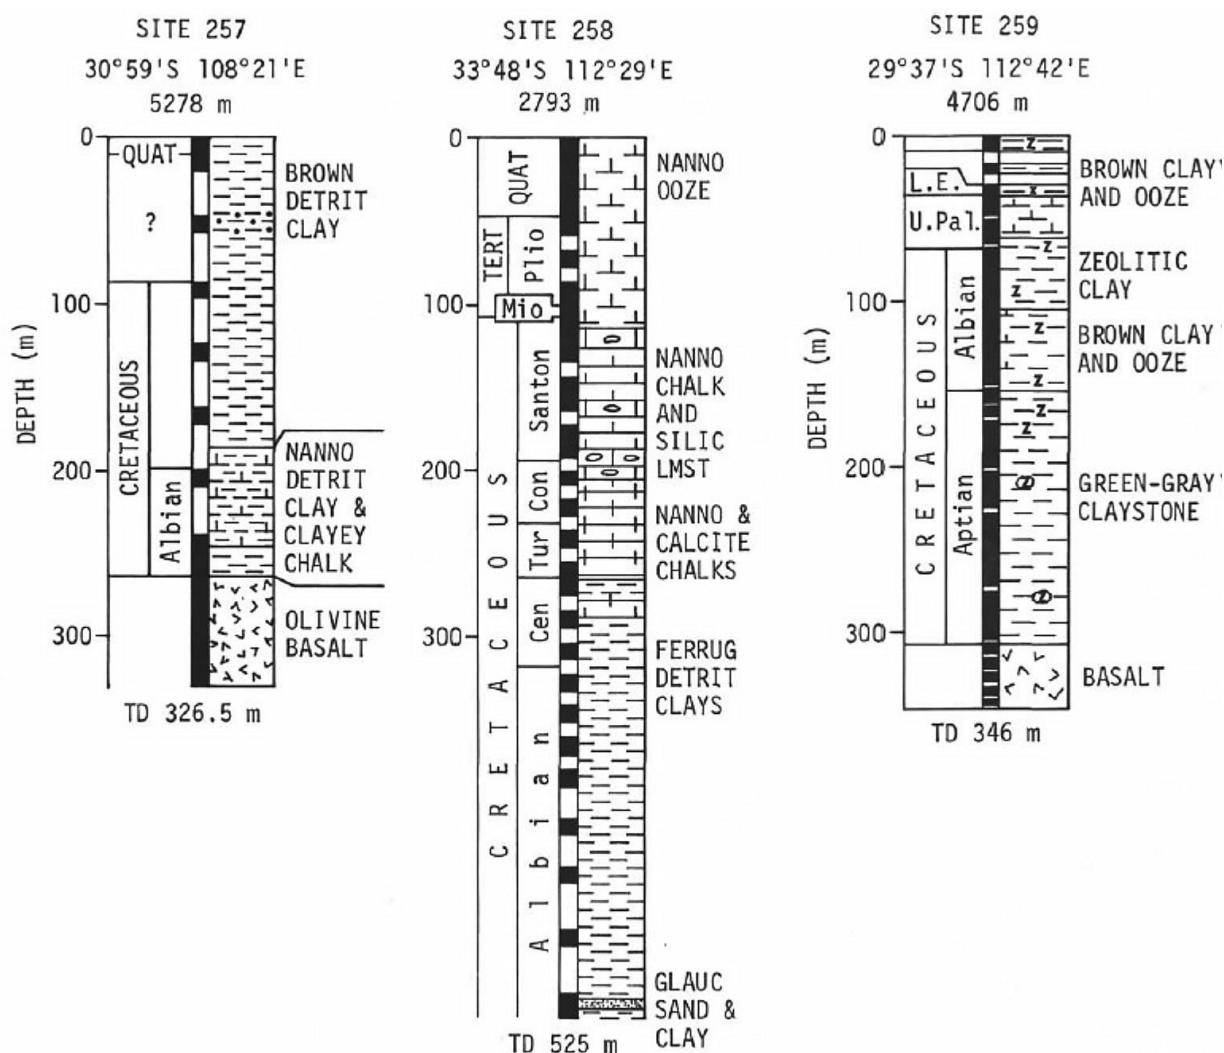 SITE 257
30°59'S 108°21'E
5278 m
DEPTH (m)
0
100
200
300
QUAT
?
CRETACEOUS
Albian
BROWN
DETRIT
CLAY
NANNO
DETRIT
CLAY &
CLAYEY
CHALK
OLIVINE
BASALT
TD 326.5 m
SITE 258
33°48'S 112°29'E
2793 m
0
100
200
300
QUAT
TERT
Plio
Mio
CRETACEOUS
Santon
Con
Tur
Cen
Albian
NANNO
OOZE
NANNO
CHALK
AND
SILIC
LMST
NANNO &
CALCITE
CHALKS
FERRUG
DETRIT
CLAYS
GLAUC
SAND &
CLAY
TD 525 m
SITE 259
29°37'S 112°42'E
4706 m
DEPTH (m)
0
100
200
300
L.E.
U.Pal.
CRETACEOUS
Albian
Aptian
z
z
z
z
z
z
z
z
z
BROWN CLAY
AND OOZE
ZEOLITIC
CLAY
BROWN CLAY
AND OOZE
GREEN-GRAY
CLAYSTONE
BASALT
TD 346 m